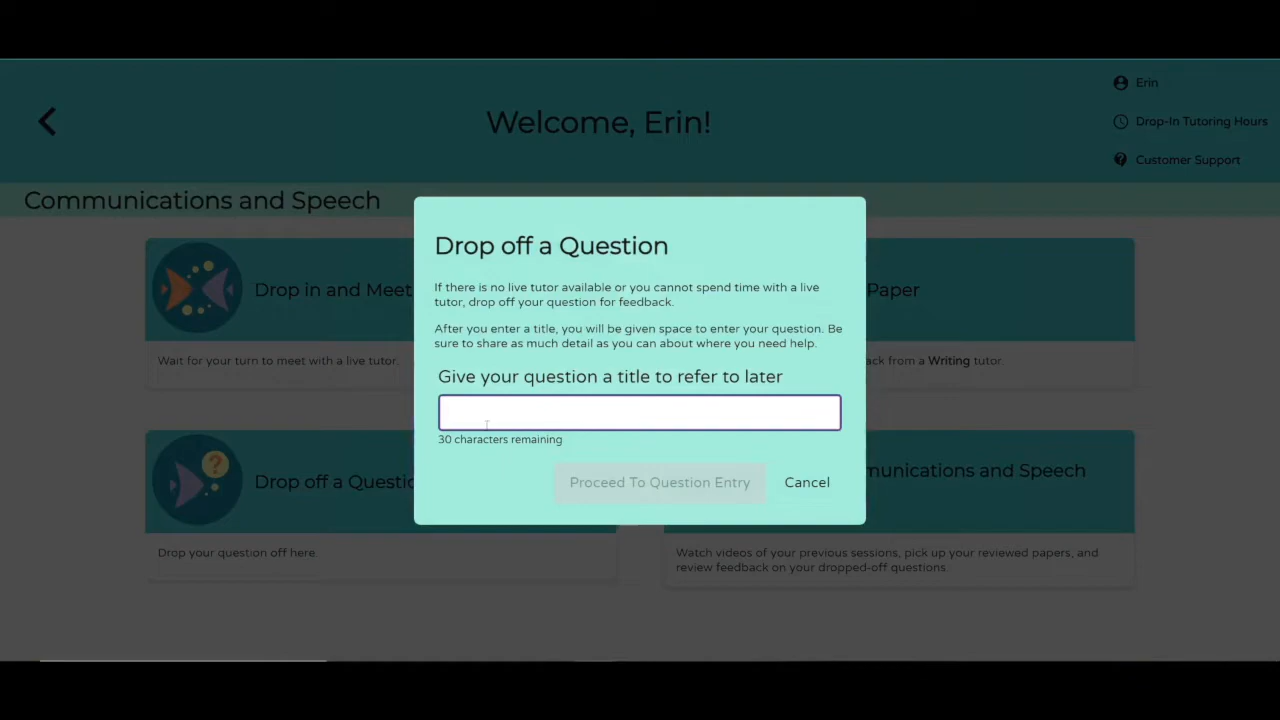 Welcome, Erin!
Erin
Drop-In Tutoring Hours
Customer Support
Communications and Speech
Drop in and Meet
Paper
Wait for your turn to meet with a live tutor.
ack from a Writing tutor.
Drop off a Question
If there is no live tutor available or you cannot spend time with a live
tutor, drop off your question for feedback.
After you enter a title, you will be given space to enter your question. Be
sure to share as much detail as you can about where you need help.
Give your question a title to refer to later
30 characters remaining
Proceed To Question Entry
Cancel
Drop off a Questio
munications and Speech
Drop your question off here.
Watch videos of your previous sessions, pick up your reviewed papers, and
review feedback on your dropped-off questions.